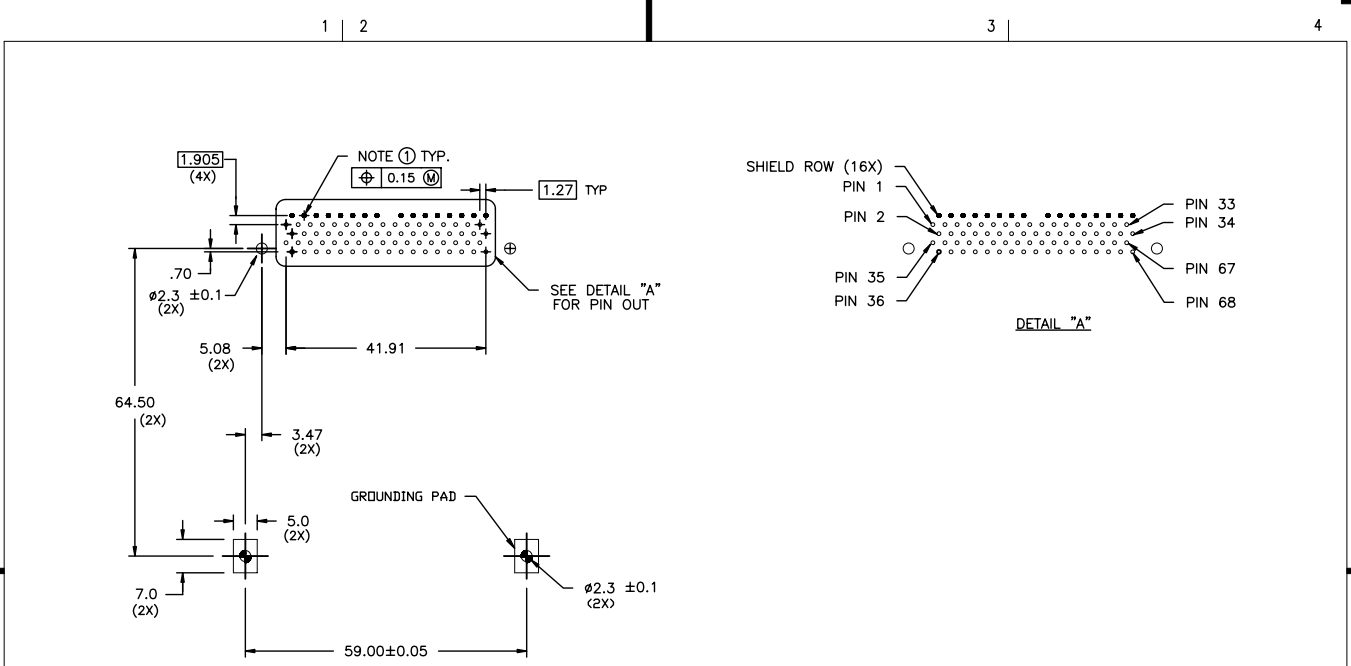 1 2
3
4
1.905
(4X)
NOTE ① TYP.
⌖ 0.15 Ⓜ
1.27 TYP
.70
ø2.3 ±0.1
(2X)
SEE DETAIL "A"
FOR PIN OUT
5.08
(2X)
41.91
64.50
(2X)
3.47
(2X)
GROUNDING PAD
5.0
(2X)
7.0
(2X)
ø2.3 ±0.1
(2X)
59.00±0.05
SHIELD ROW (16X)
PIN 1
PIN 2
PIN 35
PIN 36
PIN 33
PIN 34
PIN 67
PIN 68
DETAIL "A"